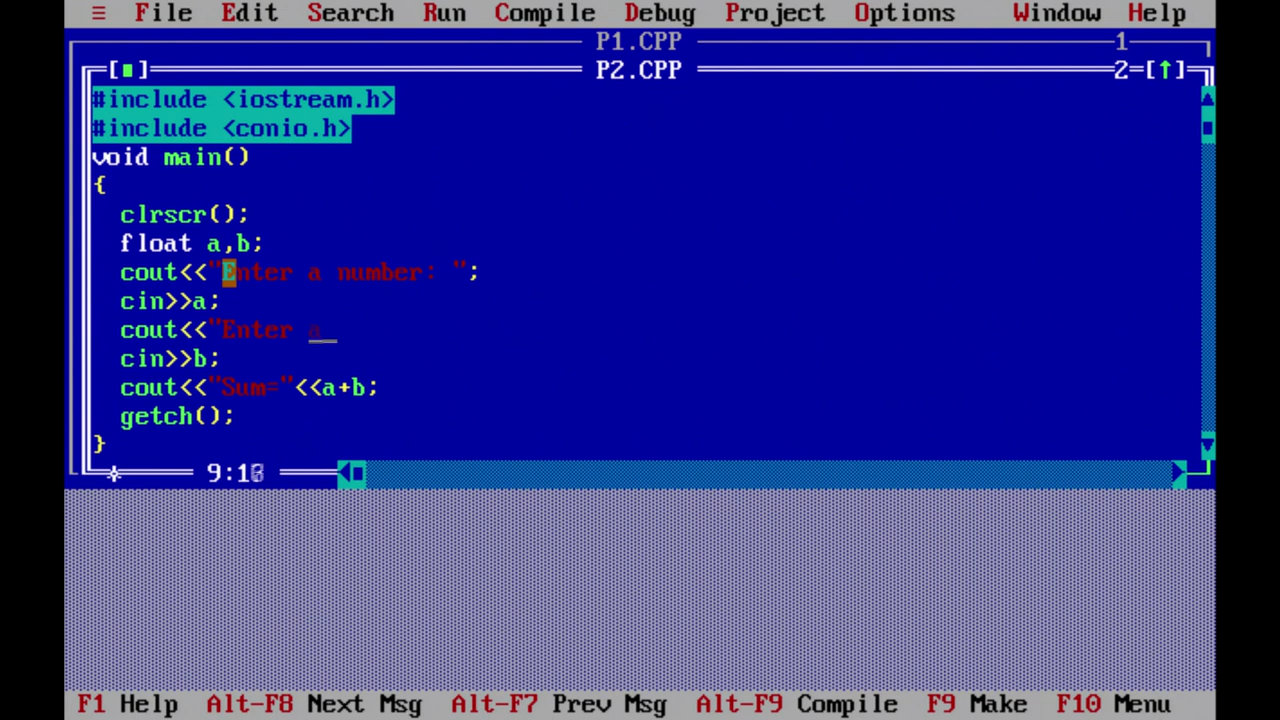 ≡ File Edit Search Run Compile Debug Project Options Window Help
P1.CPP 1
[■] P2.CPP 2=[↑]
#include <iostream.h>
#include <conio.h>
void main()
{
clrscr();
float a,b;
cout<<"Enter a number: ";
cin>>a;
cout<<"Enter a_
cin>>b;
cout<<"Sum="<<a+b;
getch();
}
F1 Help Alt-F8 Next Msg Alt-F7 Prev Msg Alt-F9 Compile F9 Make F10 Menu